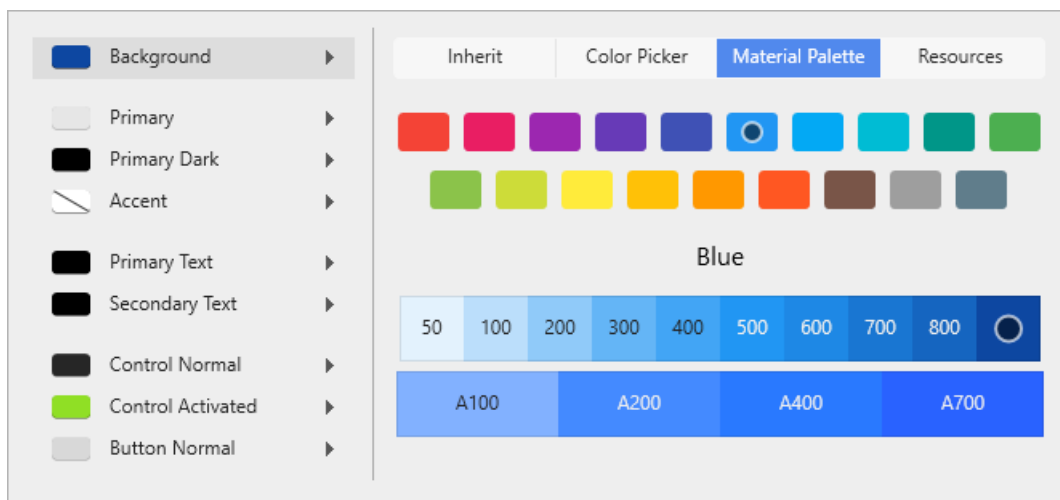 Background
Primary
Primary Dark
Accent
Primary Text
Secondary Text
Control Normal
Control Activated
Button Normal
Inherit Color Picker Material Palette Resources
Blue
50 100 200 300 400 500 600 700 800
A100 A200 A400 A700